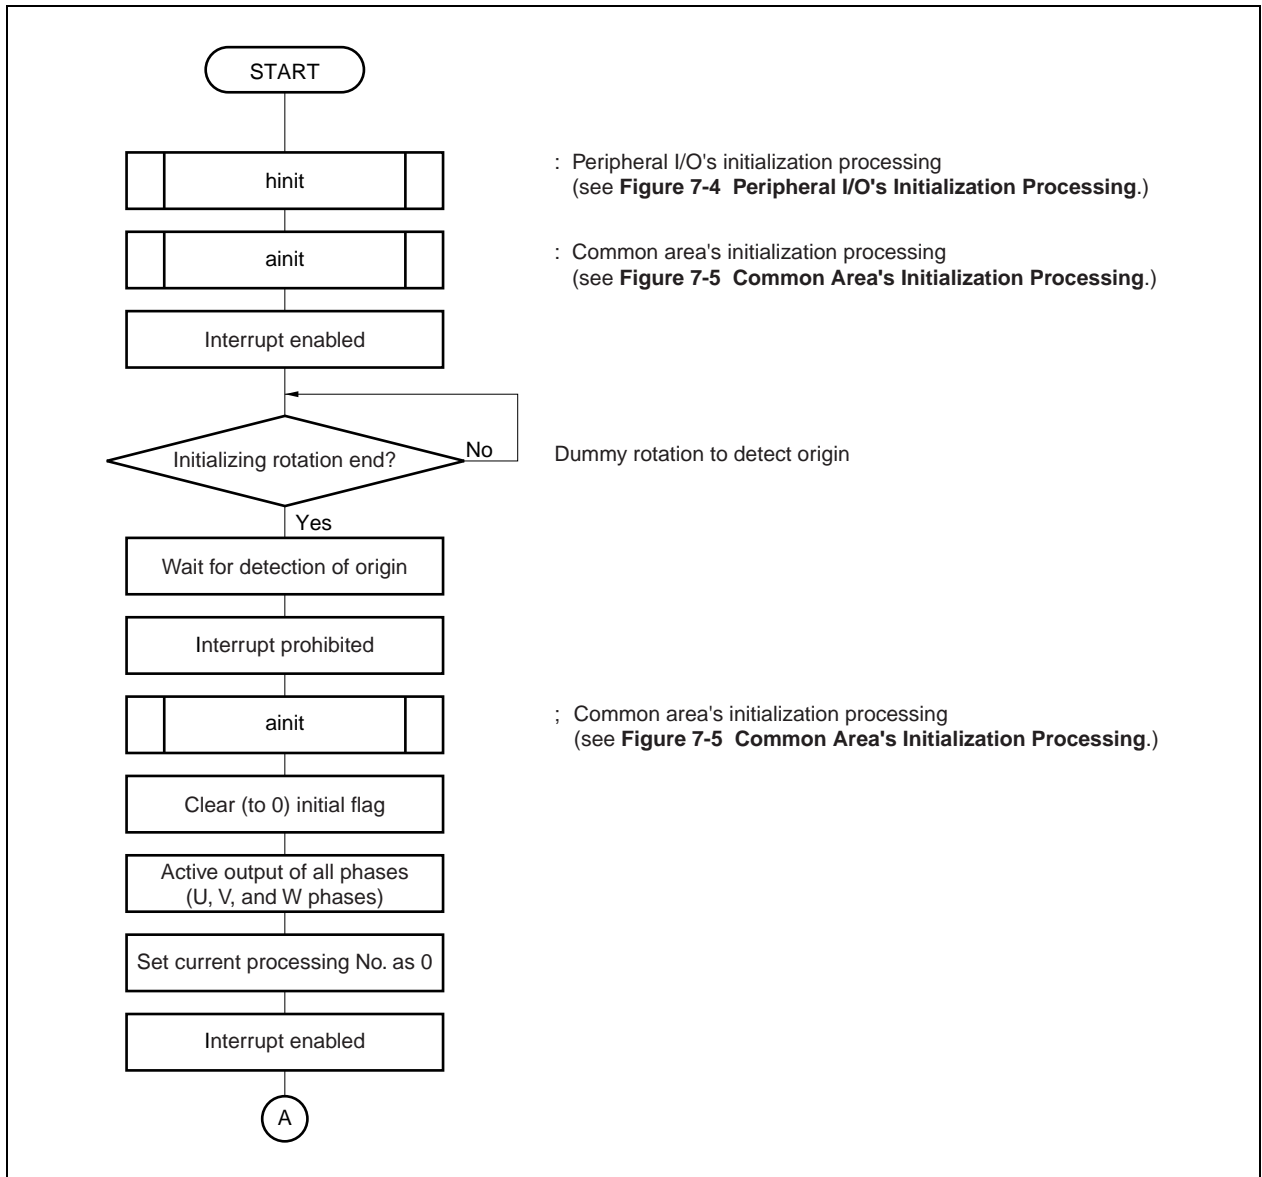 START
hinit
: Peripheral I/O's initialization processing
(see Figure 7-4 Peripheral I/O's Initialization Processing.)
ainit
: Common area's initialization processing
(see Figure 7-5 Common Area's Initialization Processing.)
Interrupt enabled
Initializing rotation end?
No
Dummy rotation to detect origin
Yes
Wait for detection of origin
Interrupt prohibited
ainit
; Common area's initialization processing
(see Figure 7-5 Common Area's Initialization Processing.)
Clear (to 0) initial flag
Active output of all phases
(U, V, and W phases)
Set current processing No. as 0
Interrupt enabled
A